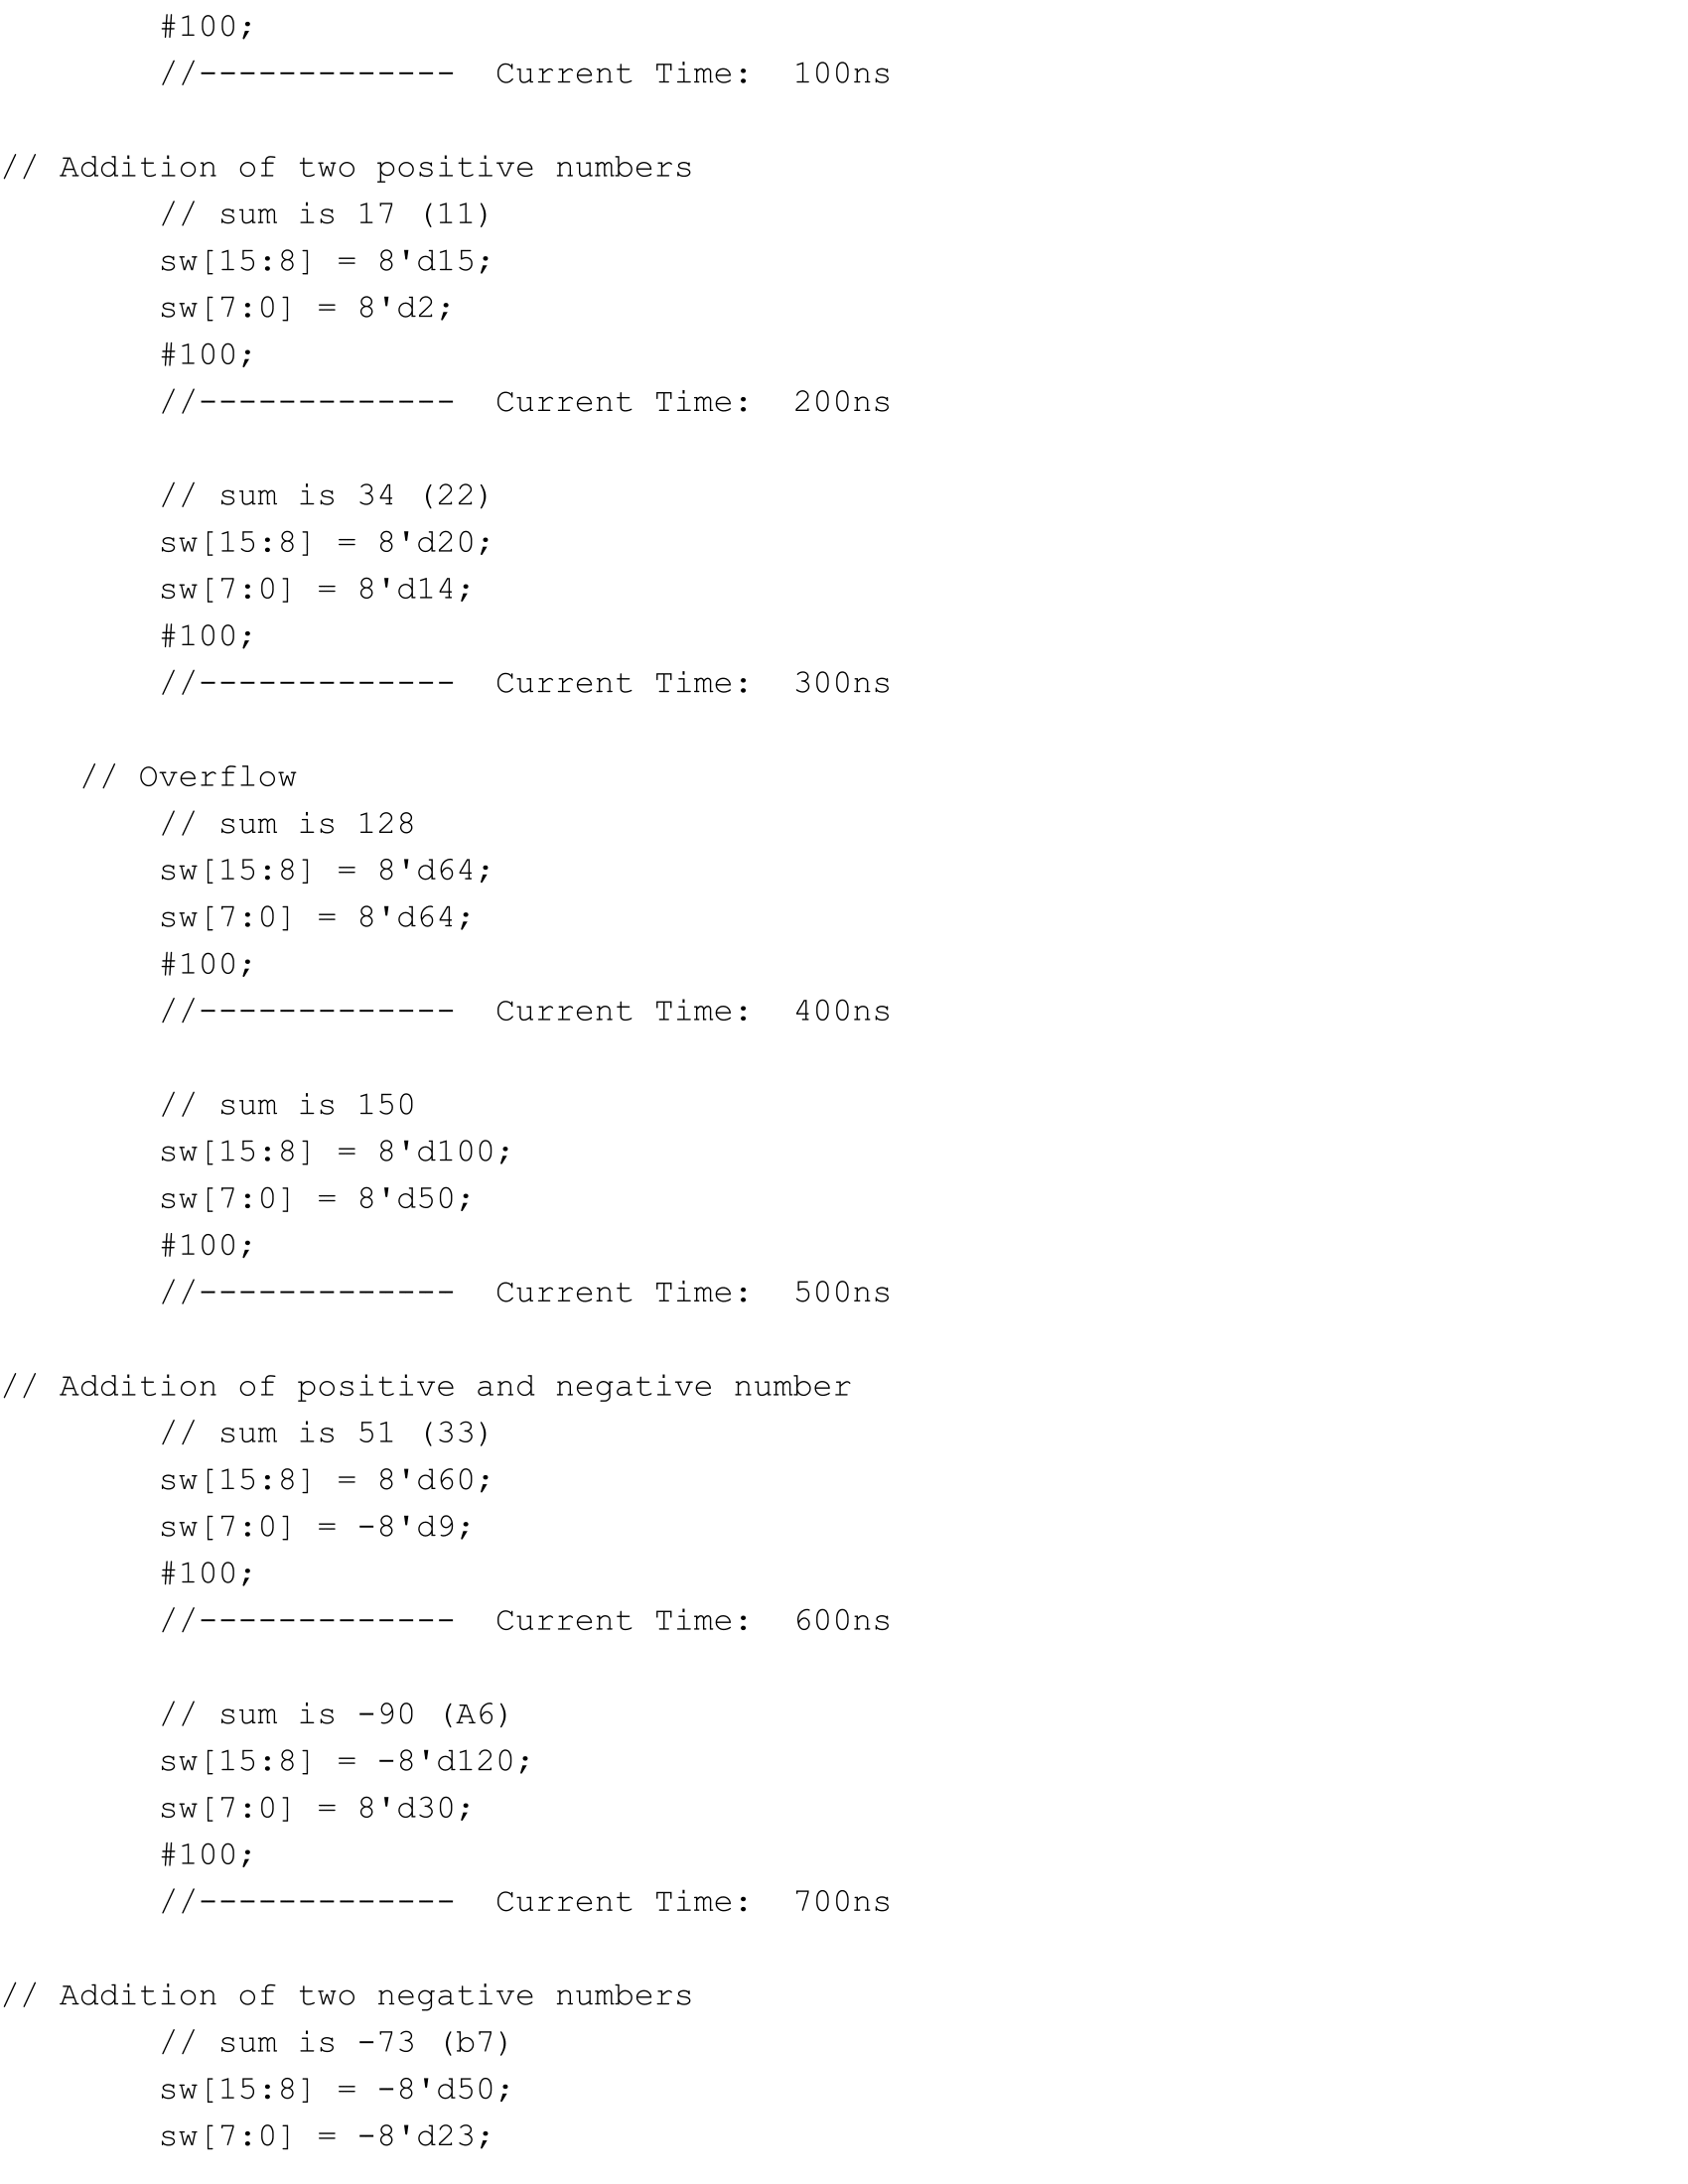 #100;
//-------------  Current Time:  100ns
// Addition of two positive numbers
// sum is 17 (11)
sw[15:8] = 8'd15;
sw[7:0] = 8'd2;
#100;
//-------------  Current Time:  200ns
// sum is 34 (22)
sw[15:8] = 8'd20;
sw[7:0] = 8'd14;
#100;
//-------------  Current Time:  300ns
// Overflow
// sum is 128
sw[15:8] = 8'd64;
sw[7:0] = 8'd64;
#100;
//-------------  Current Time:  400ns
// sum is 150
sw[15:8] = 8'd100;
sw[7:0] = 8'd50;
#100;
//-------------  Current Time:  500ns
// Addition of positive and negative number
// sum is 51 (33)
sw[15:8] = 8'd60;
sw[7:0] = -8'd9;
#100;
//-------------  Current Time:  600ns
// sum is -90 (A6)
sw[15:8] = -8'd120;
sw[7:0] = 8'd30;
#100;
//-------------  Current Time:  700ns
// Addition of two negative numbers
// sum is -73 (b7)
sw[15:8] = -8'd50;
sw[7:0] = -8'd23;